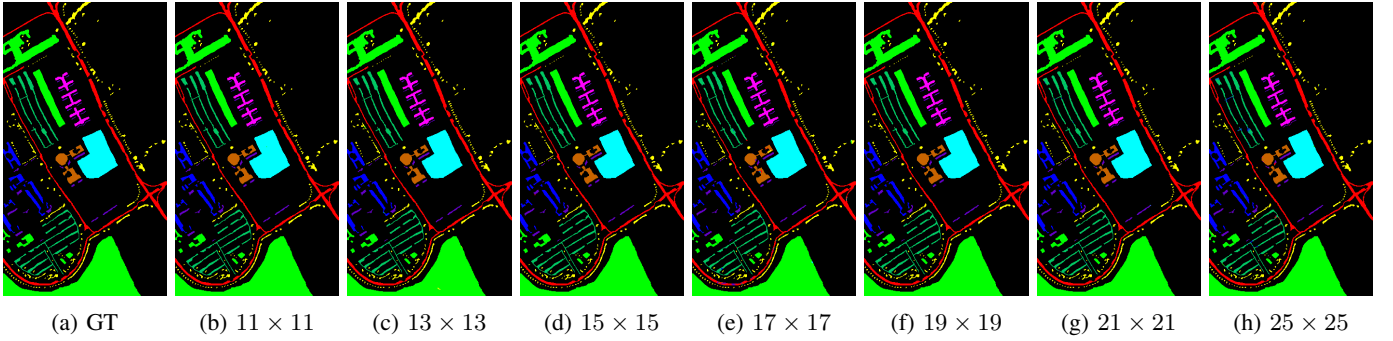 (a) GT (b) 11 × 11 (c) 13 × 13 (d) 15 × 15 (e) 17 × 17 (f) 19 × 19 (g) 21 × 21 (h) 25 × 25